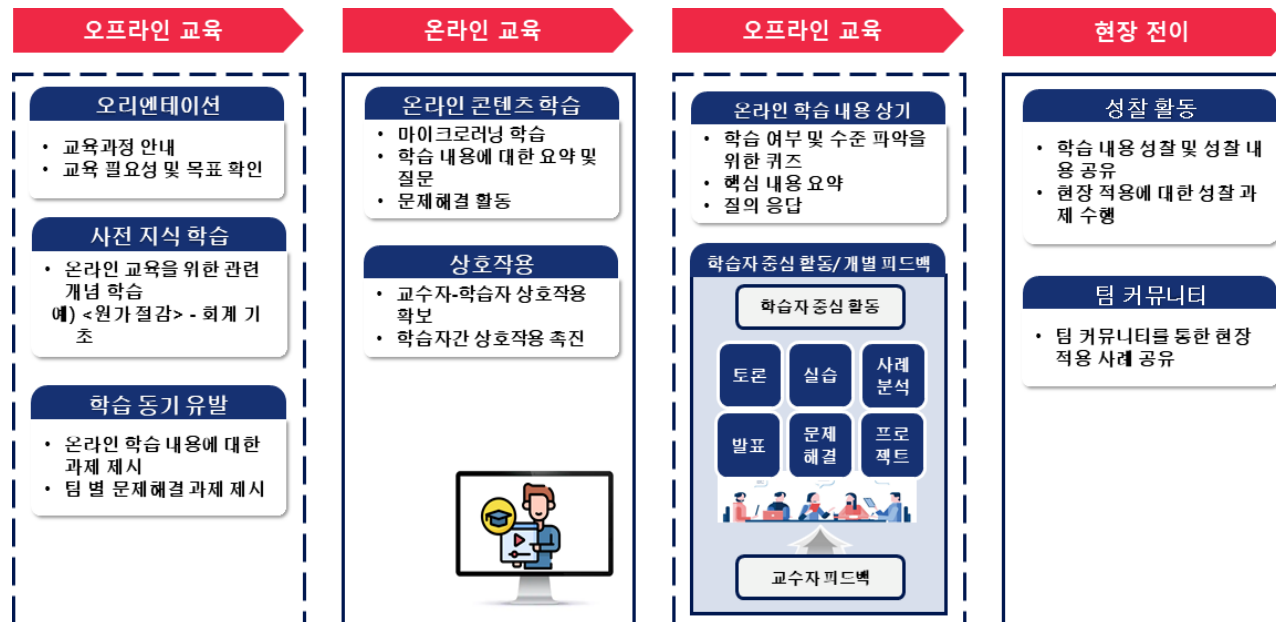 오프라인 교육
오리엔테이션
• 교육과정 안내
• 교육 필요성 및 목표 확인
사전 지식 학습
• 온라인 교육을 위한 관련
개념 학습
예) <원가 절감> - 회계 기
초
학습 동기 유발
• 온라인 학습 내용에 대한
과제 제시
• 팀 별 문제해결 과제 제시
온라인 교육
온라인 콘텐츠 학습
• 마이크로러닝 학습
• 학습 내용에 대한 요약 및
질문
• 문제해결 활동
상호작용
• 교수자-학습자 상호작용
확보
• 학습자간 상호작용 촉진
오프라인 교육
온라인 학습 내용 상기
• 학습 여부 및 수준 파악을
위한 퀴즈
• 핵심 내용 요약
• 질의 응답
학습자 중심 활동/개별 피드백
학습자 중심 활동
토론
실습
사례
분석
발표
문제
해결
프로
젝트
교수자 피드백
현장 전이
성찰 활동
• 학습 내용 성찰 및 성찰 내
용 공유
• 현장 적용에 대한 성찰 과
제 수행
팀 커뮤니티
• 팀 커뮤니티를 통한 현장
적용 사례 공유